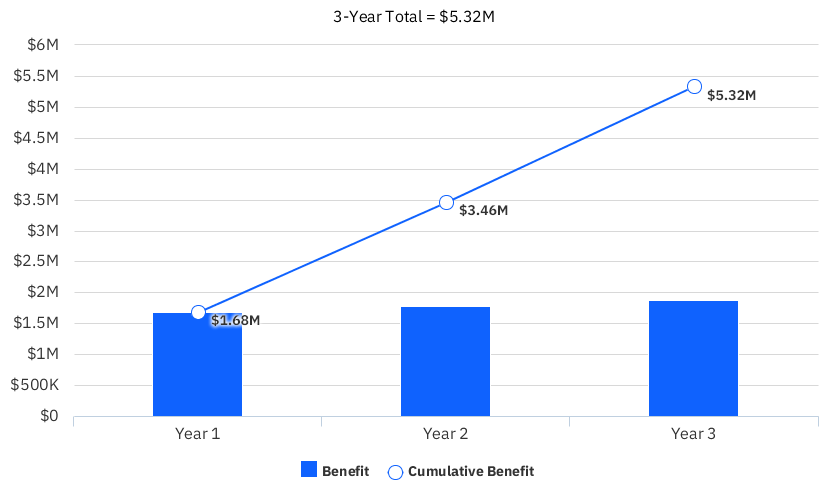 3-Year Total = $5.32M
$6M
$5.5M
$5M
$4.5M
$4M
$3.5M
$3M
$2.5M
$2M
$1.5M
$1M
$500K
$0
$1.68M
$3.46M
$5.32M
Year 1
Year 2
Year 3
Benefit
Cumulative Benefit